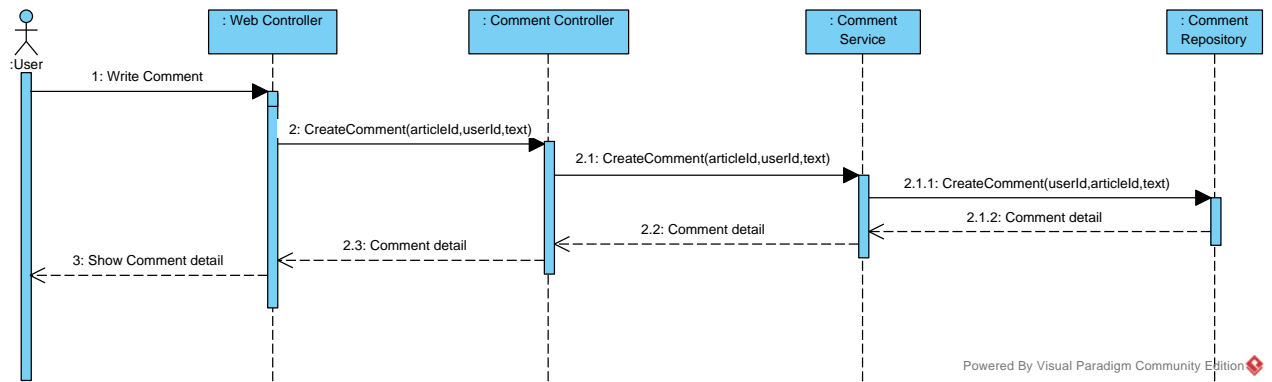 : Web Controller
: Comment Controller
: Comment
Service
: Comment
Repository
:User
1: Write Comment
2: CreateComment(articleId,userId,text)
2.1: CreateComment(articleId,userId,text)
2.1.1: CreateComment(userId,articleId,text)
2.1.2: Comment detail
2.2: Comment detail
2.3: Comment detail
3: Show Comment detail
Powered By Visual Paradigm Community Edition